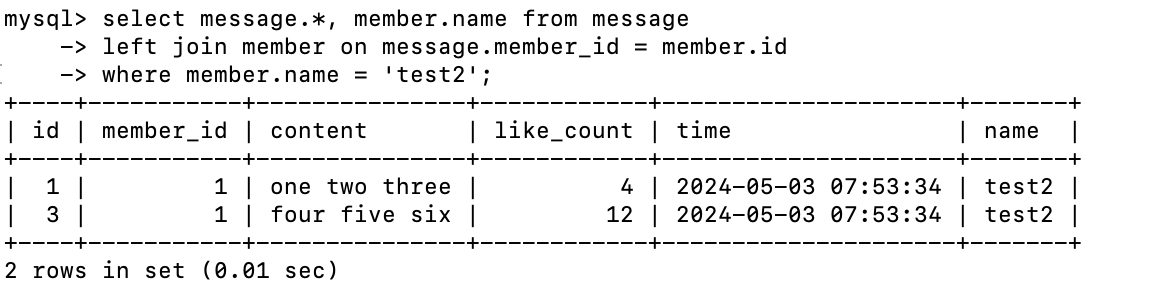 mysql> select message.*, member.name from message
    -> left join member on message.member_id = member.id
    -> where member.name = 'test2';
+----+-----------+---------------+------------+---------------------+-------+
| id | member_id | content       | like_count | time                | name  |
+----+-----------+---------------+------------+---------------------+-------+
|  1 |         1 | one two three |          4 | 2024-05-03 07:53:34 | test2 |
|  3 |         1 | four five six |         12 | 2024-05-03 07:53:34 | test2 |
+----+-----------+---------------+------------+---------------------+-------+
2 rows in set (0.01 sec)